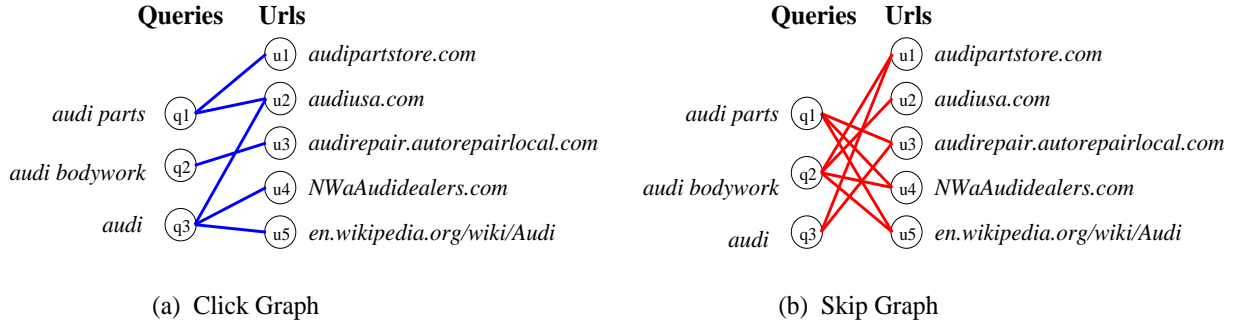 Queries Urls
u1 audipartstore.com
u2 audiusa.com
audi parts q1
u3 audirepair.autorepairlocal.com
audi bodywork q2
u4 NWaAudidealers.com
audi q3
u5 en.wikipedia.org/wiki/Audi
(a) Click Graph
Queries Urls
u1 audipartstore.com
u2 audiusa.com
audi parts q1
u3 audirepair.autorepairlocal.com
audi bodywork q2
u4 NWaAudidealers.com
audi q3
u5 en.wikipedia.org/wiki/Audi
(b) Skip Graph